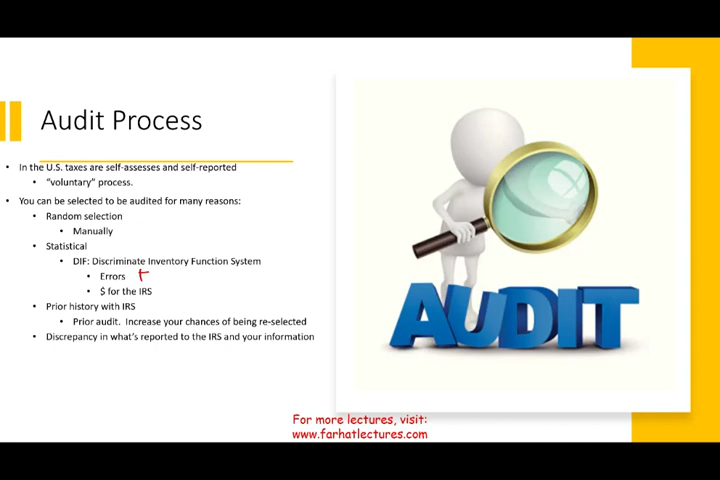 Audit Process
In the U.S. taxes are self-assesses and self-reported
"voluntary" process.
You can be selected to be audited for many reasons:
Random selection
Manually
Statistical
DIF: Discriminate Inventory Function System
Errors
$ for the IRS
Prior history with IRS
Prior audit. Increase your chances of being re-selected
Discrepancy in what's reported to the IRS and your information
AUDIT
For more lectures, visit:
www.farhatlectures.com